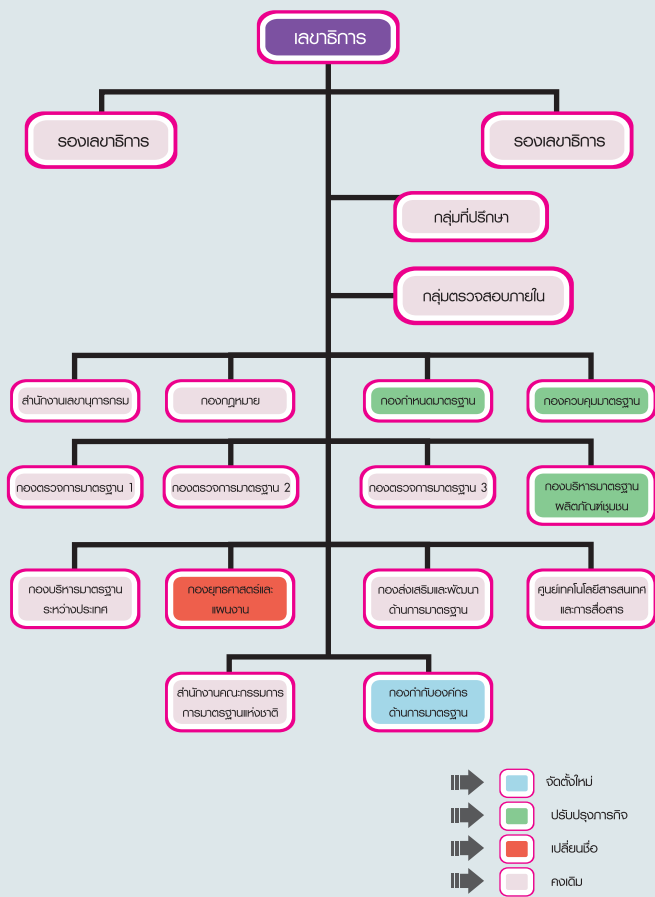 เลขาธิการ
รองเลขาธิการ
รองเลขาธิการ
กลุ่มที่ปรึกษา
กลุ่มตรวจสอบภายใน
สำนักงานเลขานุการกรม
กองกฎหมาย
กองกำหนดมาตรฐาน
กองควบคุมมาตรฐาน
กองตรวจการมาตรฐาน 1
กองตรวจการมาตรฐาน 2
กองตรวจการมาตรฐาน 3
กองบริหารมาตรฐาน
ผลิตภัณฑ์ชุมชน
กองบริหารมาตรฐาน
ระหว่างประเทศ
กองยุทธศาสตร์และ
แผนงาน
กองส่งเสริมและพัฒนา
ด้านการมาตรฐาน
ศูนย์เทคโนโลยีสารสนเทศ
และการสื่อสาร
สำนักงานคณะกรรมการ
การมาตรฐานแห่งชาติ
กองกำกับองค์กร
ด้านการมาตรฐาน
จัดตั้งใหม่
ปรับปรุงภารกิจ
เปลี่ยนชื่อ
คงเดิม